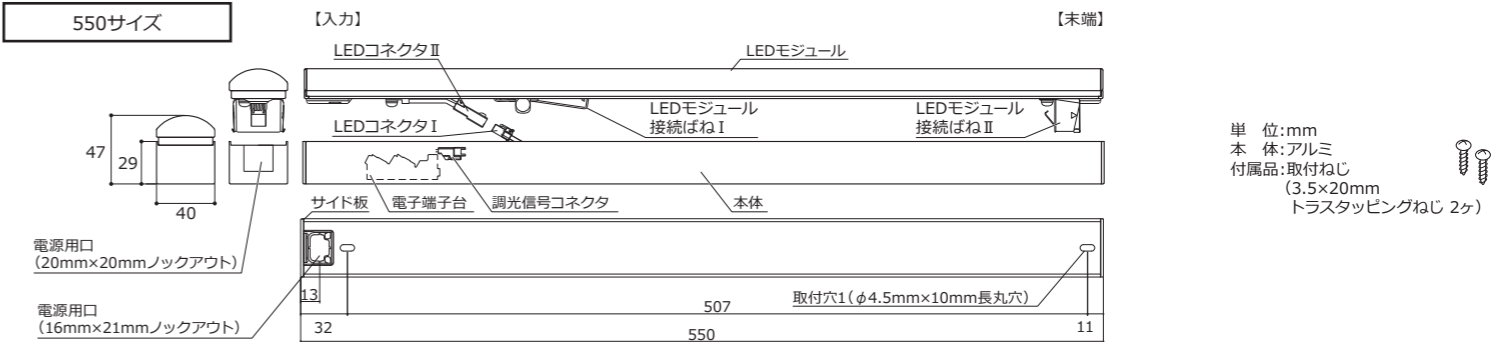 550サイズ
【入力】
【末端】
LEDコネクタⅡ
LEDモジュール
LEDモジュール
接続ばねⅠ
LEDモジュール
接続ばねⅡ
LEDコネクタⅠ
47
29
40
単　位:mm
本　体:アルミ
付属品:取付ねじ
（3.5×20mm
トラスタッピングねじ 2ヶ）
サイド板
電子端子台
調光信号コネクタ
本体
電源用口
（20mm×20mmノックアウト）
電源用口
（16mm×21mmノックアウト）
13
507
取付穴1（φ4.5mm×10mm長丸穴）
32
550
11